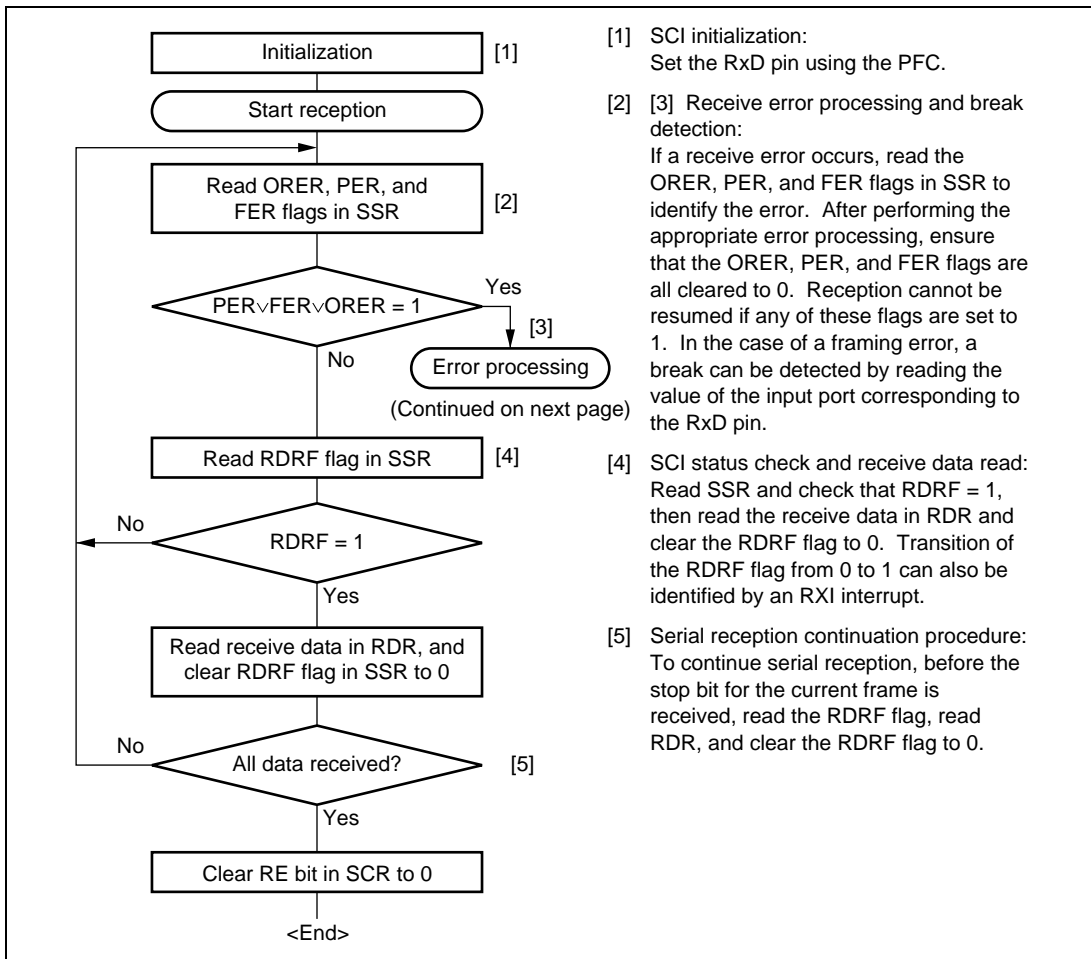 Initialization [1]
Start reception
Read ORER, PER, and
FER flags in SSR
[2]
PER∨FER∨ORER = 1
Yes
[3]
No
Error processing
(Continued on next page)
Read RDRF flag in SSR [4]
No
RDRF = 1
Yes
Read receive data in RDR, and
clear RDRF flag in SSR to 0
No
All data received? [5]
Yes
Clear RE bit in SCR to 0
<End>
[1] SCI initialization:
Set the RxD pin using the PFC.
[2] [3] Receive error processing and break
detection:
If a receive error occurs, read the
ORER, PER, and FER flags in SSR to
identify the error. After performing the
appropriate error processing, ensure
that the ORER, PER, and FER flags are
all cleared to 0. Reception cannot be
resumed if any of these flags are set to
1. In the case of a framing error, a
break can be detected by reading the
value of the input port corresponding to
the RxD pin.
[4] SCI status check and receive data read:
Read SSR and check that RDRF = 1,
then read the receive data in RDR and
clear the RDRF flag to 0. Transition of
the RDRF flag from 0 to 1 can also be
identified by an RXI interrupt.
[5] Serial reception continuation procedure:
To continue serial reception, before the
stop bit for the current frame is
received, read the RDRF flag, read
RDR, and clear the RDRF flag to 0.